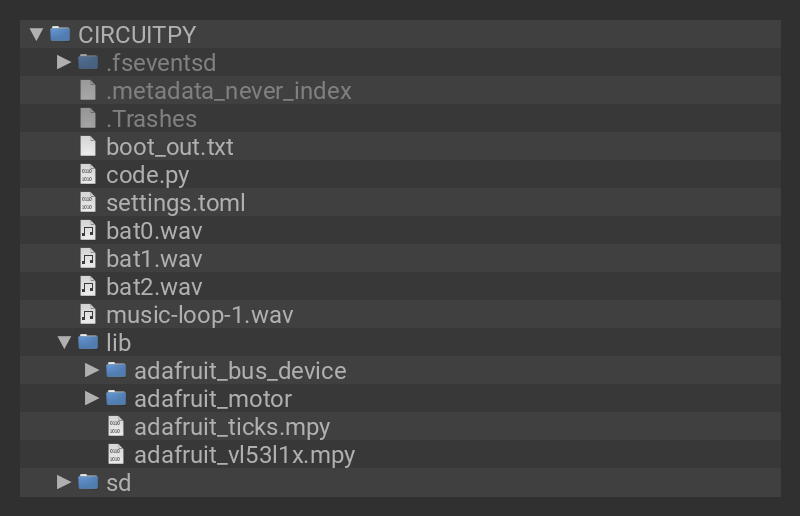 CIRCUITPY
.fseventsd
.metadata_never_index
.Trashes
boot_out.txt
code.py
settings.toml
bat0.wav
bat1.wav
bat2.wav
music-loop-1.wav
lib
adafruit_bus_device
adafruit_motor
adafruit_ticks.mpy
adafruit_vl53l1x.mpy
sd